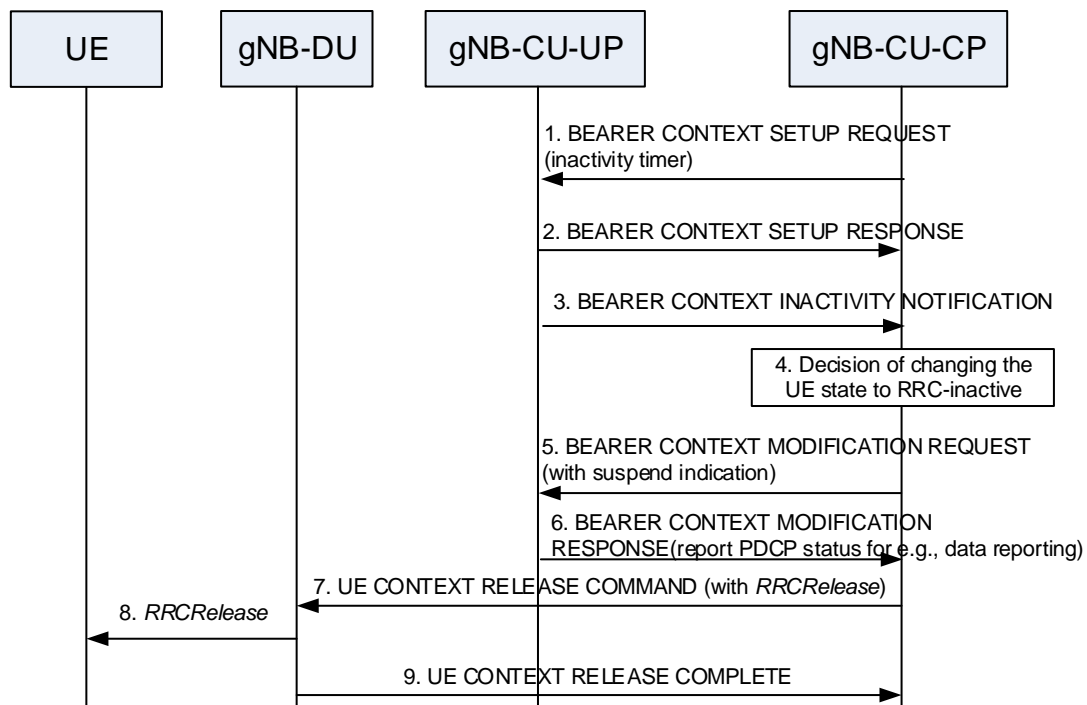 UE
gNB-DU
gNB-CU-UP
gNB-CU-CP
1. BEARER CONTEXT SETUP REQUEST
(inactivity timer)
2. BEARER CONTEXT SETUP RESPONSE
3. BEARER CONTEXT INACTIVITY NOTIFICATION
4. Decision of changing the
UE state to RRC-inactive
5. BEARER CONTEXT MODIFICATION REQUEST
(with suspend indication)
6. BEARER CONTEXT MODIFICATION
RESPONSE(report PDCP status for e.g., data reporting)
7. UE CONTEXT RELEASE COMMAND (with RRCRelease)
8. RRCRelease
9. UE CONTEXT RELEASE COMPLETE